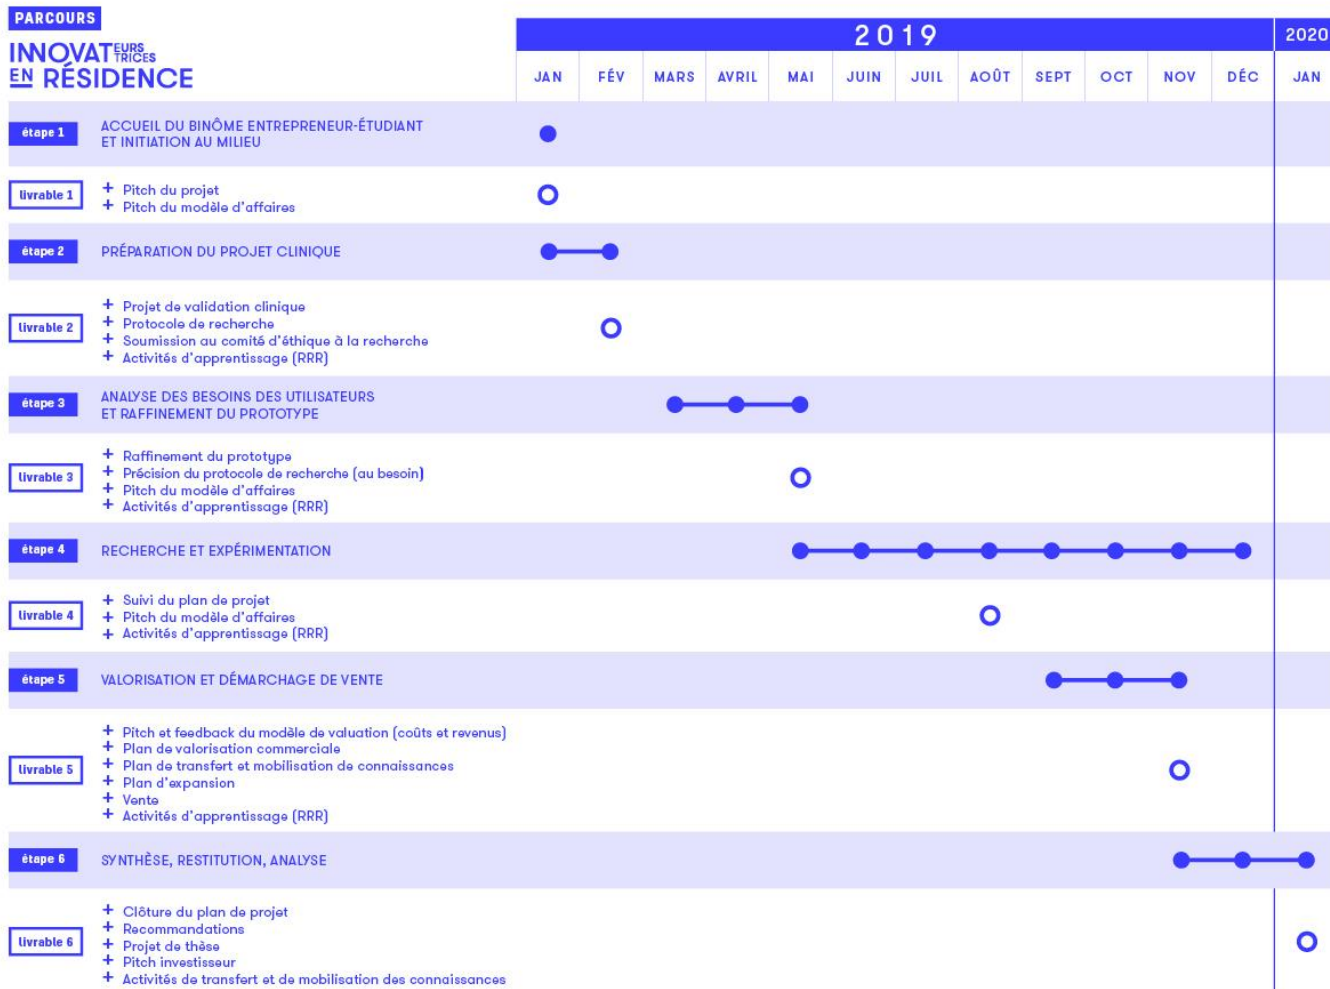 PARCOURS
INNOVATEURS TRICES
EN RÉSIDENCE
2019 2020
JAN FÉV MARS AVRIL MAI JUIN JUIL AOÛT SEPT OCT NOV DÉC JAN
étape 1 ACCUEIL DU BINÔME ENTREPRENEUR-ÉTUDIANT
ET INITIATION AU MILIEU
livrable 1
+ Pitch du projet
+ Pitch du modèle d'affaires
étape 2 PRÉPARATION DU PROJET CLINIQUE
livrable 2
+ Projet de validation clinique
+ Protocole de recherche
+ Soumission au comité d'éthique à la recherche
+ Activités d'apprentissage (RRR)
étape 3 ANALYSE DES BESOINS DES UTILISATEURS
ET RAFFINEMENT DU PROTOTYPE
livrable 3
+ Raffinement du prototype
+ Précision du protocole de recherche (au besoin)
+ Pitch du modèle d'affaires
+ Activités d'apprentissage (RRR)
étape 4 RECHERCHE ET EXPÉRIMENTATION
livrable 4
+ Suivi du plan de projet
+ Pitch du modèle d'affaires
+ Activités d'apprentissage (RRR)
étape 5 VALORISATION ET DÉMARCHAGE DE VENTE
livrable 5
+ Pitch et feedback du modèle de valuation (coûts et revenus)
+ Plan de valorisation commerciale
+ Plan de transfert et mobilisation de connaissances
+ Plan d'expansion
+ Vente
+ Activités d'apprentissage (RRR)
étape 6 SYNTHÈSE, RESTITUTION, ANALYSE
livrable 6
+ Clôture du plan de projet
+ Recommandations
+ Projet de thèse
+ Pitch investisseur
+ Activités de transfert et de mobilisation des connaissances